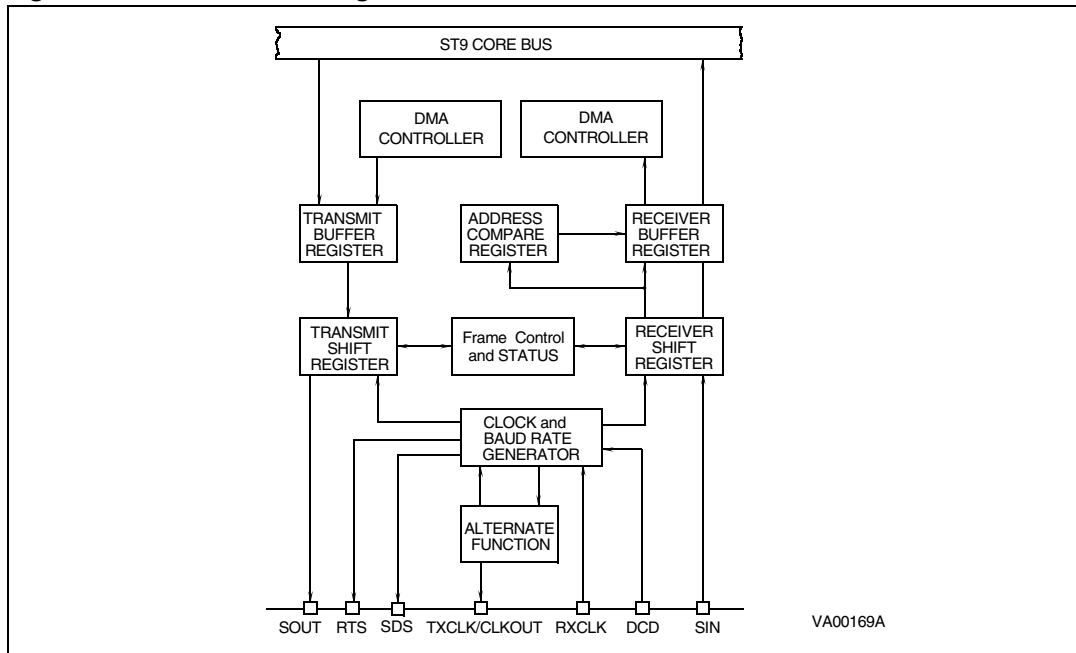 ST9 CORE BUS
DMA
CONTROLLER
DMA
CONTROLLER
TRANSMIT
BUFFER
REGISTER
ADDRESS
COMPARE
REGISTER
RECEIVER
BUFFER
REGISTER
TRANSMIT
SHIFT
REGISTER
Frame Control
and STATUS
RECEIVER
SHIFT
REGISTER
CLOCK and
BAUD RATE
GENERATOR
ALTERNATE
FUNCTION
SOUT RTS SDS TXCLK/CLKOUT RXCLK DCD SIN
VA00169A